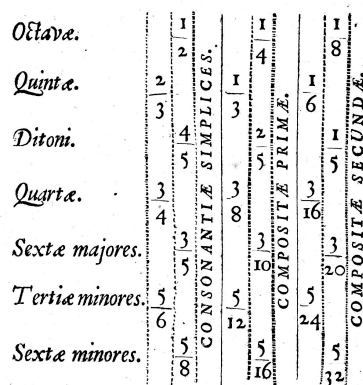 Octavæ. 1/2 1/4 1/8
Quintæ. 2/3 1/3 1/6
Ditoni. 4/5 2/5 1/5
Quartæ. 3/4 3/8 3/16
Sextæ majores. 3/5 3/10 3/20
Tertiæ minores. 5/6 5/12 5/24
Sextæ minores. 5/8 5/16 5/32
CONSONANTIÆ SIMPLICES.
COMPOSITÆ PRIMÆ.
COMPOSITÆ SECUNDÆ.